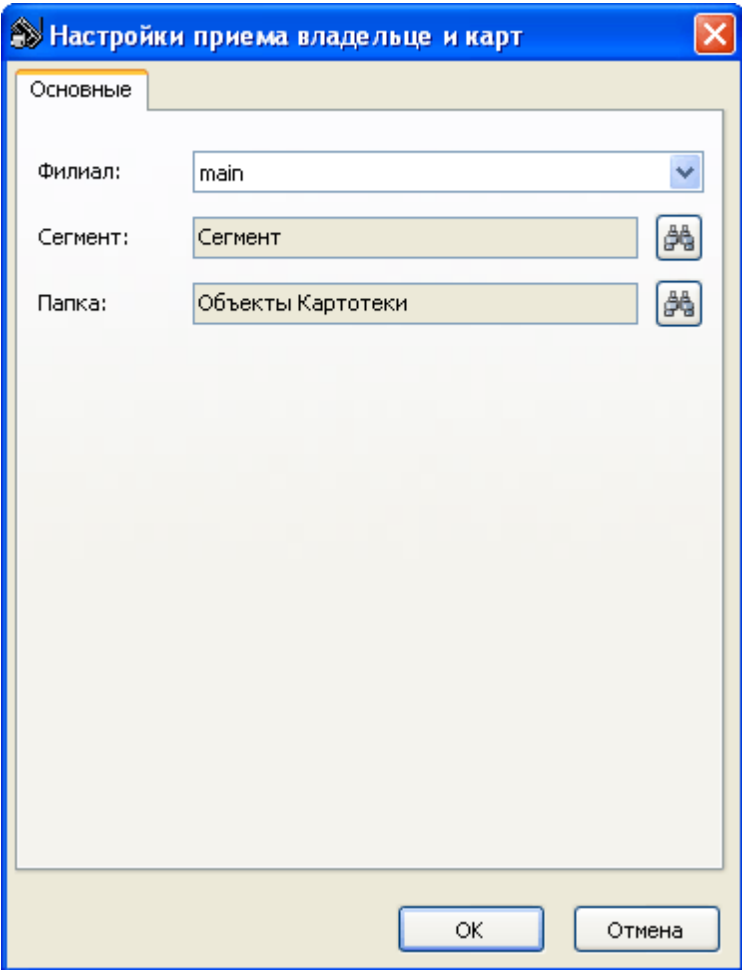 Настройки приема владельце и карт
Основные
Филиал: main
Сегмент: Сегмент
Папка: Объекты Картотеки
OK Отмена